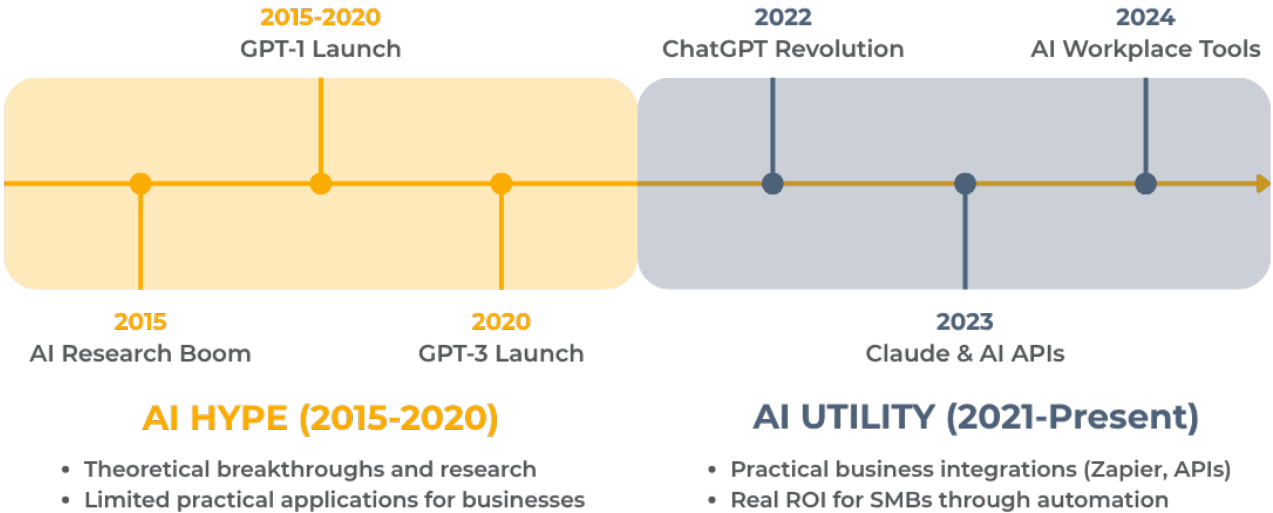 2015-2020
GPT-1 Launch
2022
ChatGPT Revolution
2024
AI Workplace Tools
2015
AI Research Boom
2020
GPT-3 Launch
2023
Claude & AI APIs
AI HYPE (2015-2020)
• Theoretical breakthroughs and research
• Limited practical applications for businesses
AI UTILITY (2021-Present)
• Practical business integrations (Zapier, APIs)
• Real ROI for SMBs through automation